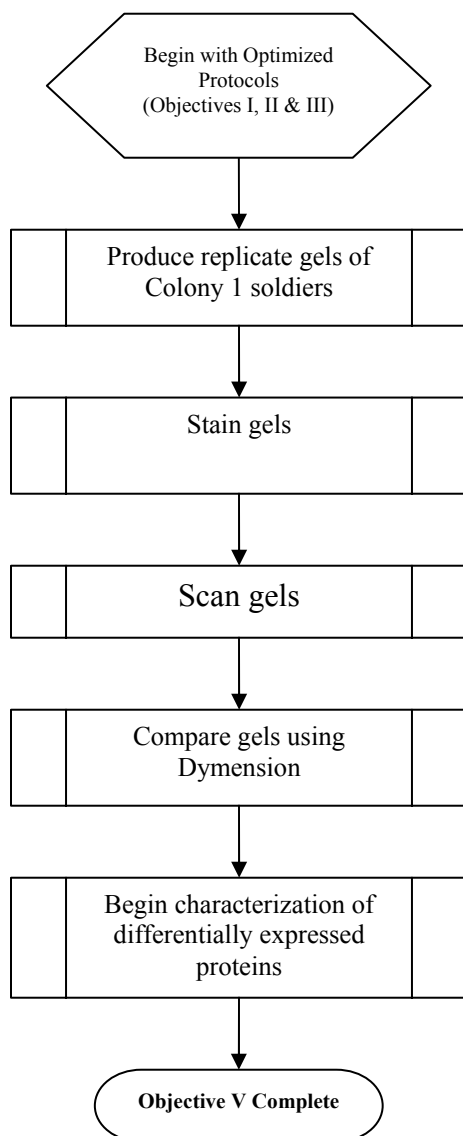 Begin with Optimized
Protocols
(Objectives I, II & III)
Produce replicate gels of
Colony 1 soldiers
Stain gels
Scan gels
Compare gels using
Dymension
Begin characterization of
differentially expressed
proteins
Objective V Complete